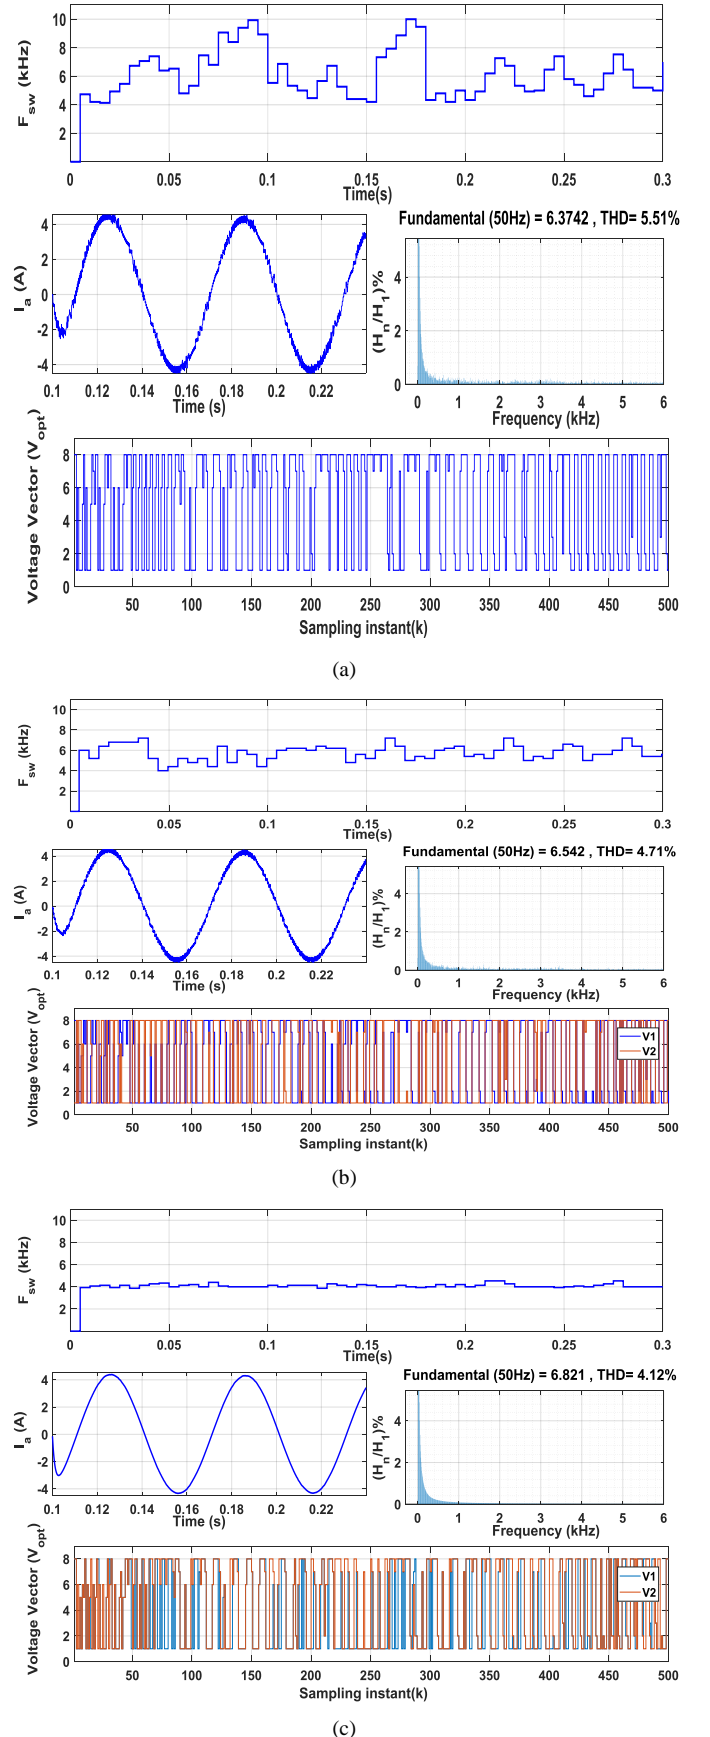 10
8
6
4
2
F_sw (kHz)
0 0.05 0.1 0.15 0.2 0.25 0.3
Time(s)
4
2
0
-2
-4
I_a (A)
0.1 0.12 0.14 0.16 0.18 0.2 0.22
Time (s)
Fundamental (50Hz) = 6.3742 , THD= 5.51%
4
2
0
(H_n/H_1)%
0 1 2 3 4 5 6
Frequency (kHz)
8
6
4
2
0
Voltage Vector (V_opt)
50 100 150 200 250 300 350 400 450 500
Sampling instant(k)
(a)
10
8
6
4
2
F_sw (kHz)
0 0.05 0.1 0.15 0.2 0.25 0.3
Time(s)
4
2
0
-2
-4
I_a (A)
0.1 0.12 0.14 0.16 0.18 0.2 0.22
Time (s)
Fundamental (50Hz) = 6.542 , THD= 4.71%
4
2
0
(H_n/H_1)%
0 1 2 3 4 5 6
Frequency (kHz)
8
6
4
2
0
Voltage Vector (V_opt)
V1
V2
50 100 150 200 250 300 350 400 450 500
Sampling instant(k)
(b)
10
8
6
4
2
F_sw (kHz)
0 0.05 0.1 0.15 0.2 0.25 0.3
Time(s)
4
2
0
-2
-4
I_a (A)
0.1 0.12 0.14 0.16 0.18 0.2 0.22
Time (s)
Fundamental (50Hz) = 6.821 , THD= 4.12%
4
2
0
(H_n/H_1)%
0 1 2 3 4 5 6
Frequency (kHz)
8
6
4
2
0
Voltage Vector (V_opt)
V1
V2
50 100 150 200 250 300 350 400 450 500
Sampling instant(k)
(c)